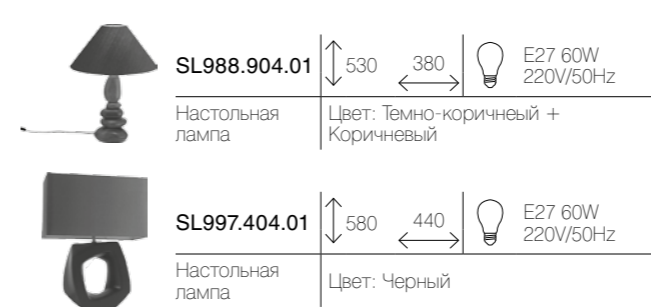 SL988.904.01 530 380 E27 60W
220V/50Hz
Настольная лампа
Цвет: Темно-коричнеый +
Коричневый
SL997.404.01 580 440 E27 60W
220V/50Hz
Настольная лампа
Цвет: Черный